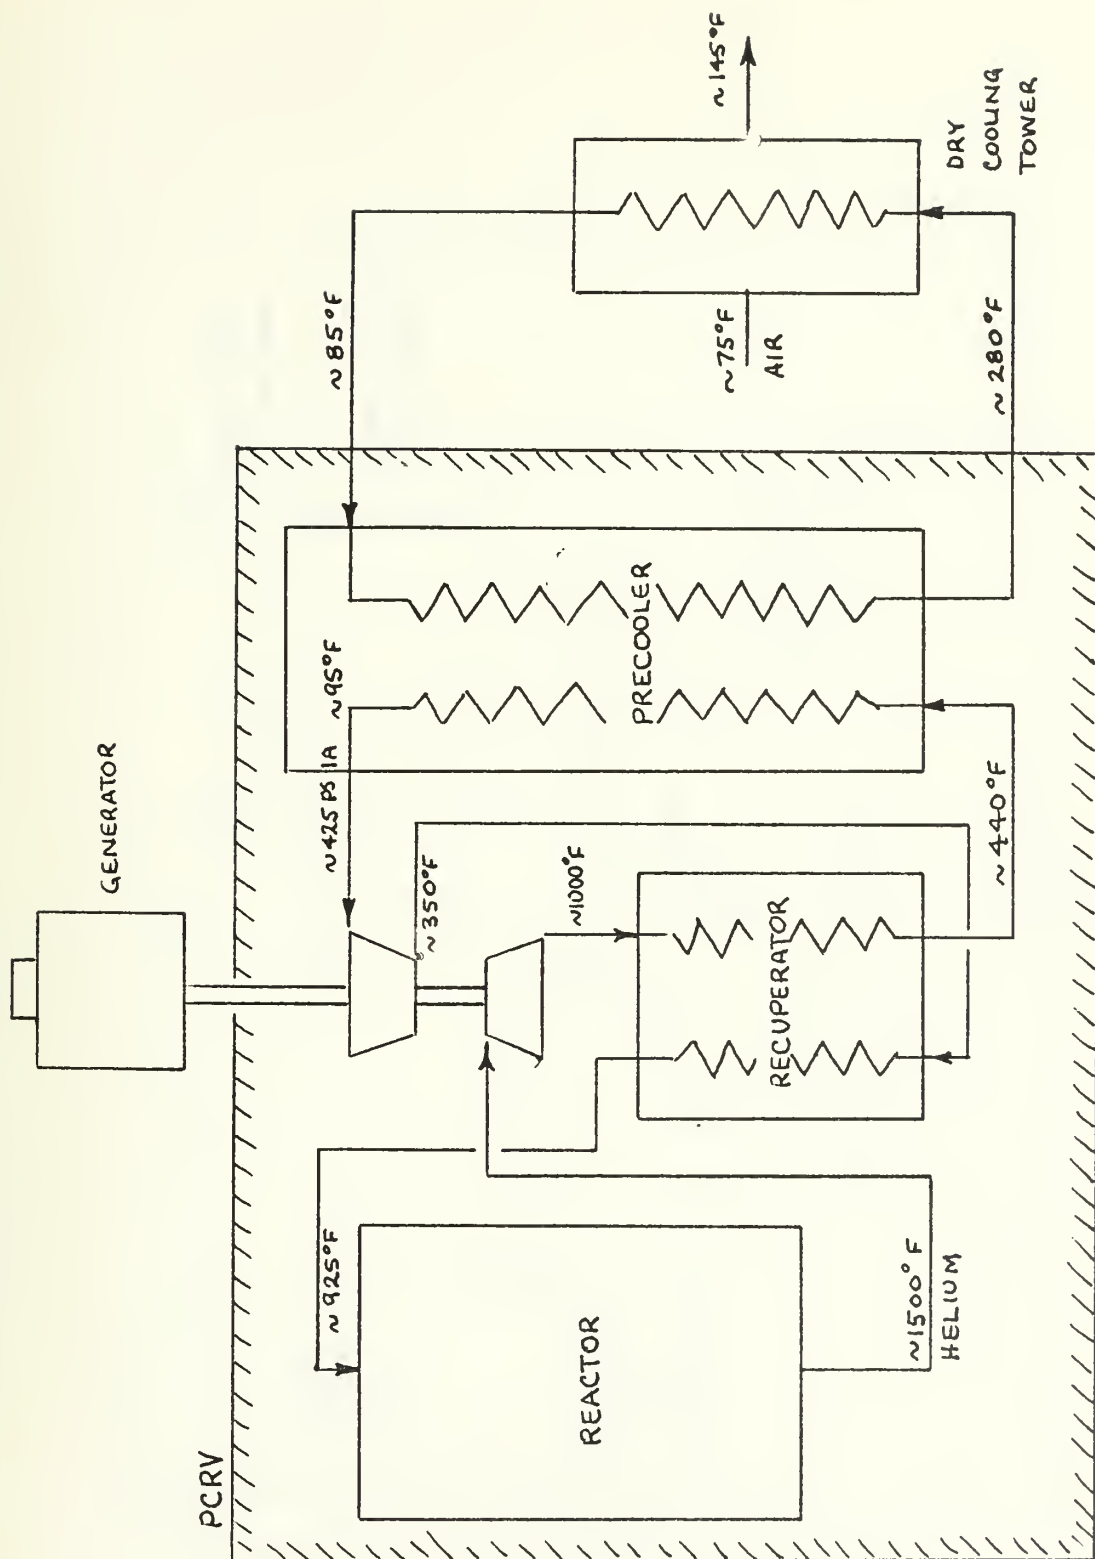 PCRV
GENERATOR
~925°F
REACTOR
~1500°F
HELIUM
~350°F
~1000°F
RECUPERATOR
~440°F
~425 PSIA
~95°F
PRECOOLER
~85°F
~280°F
~75°F
AIR
~145°F
DRY
COOLING
TOWER